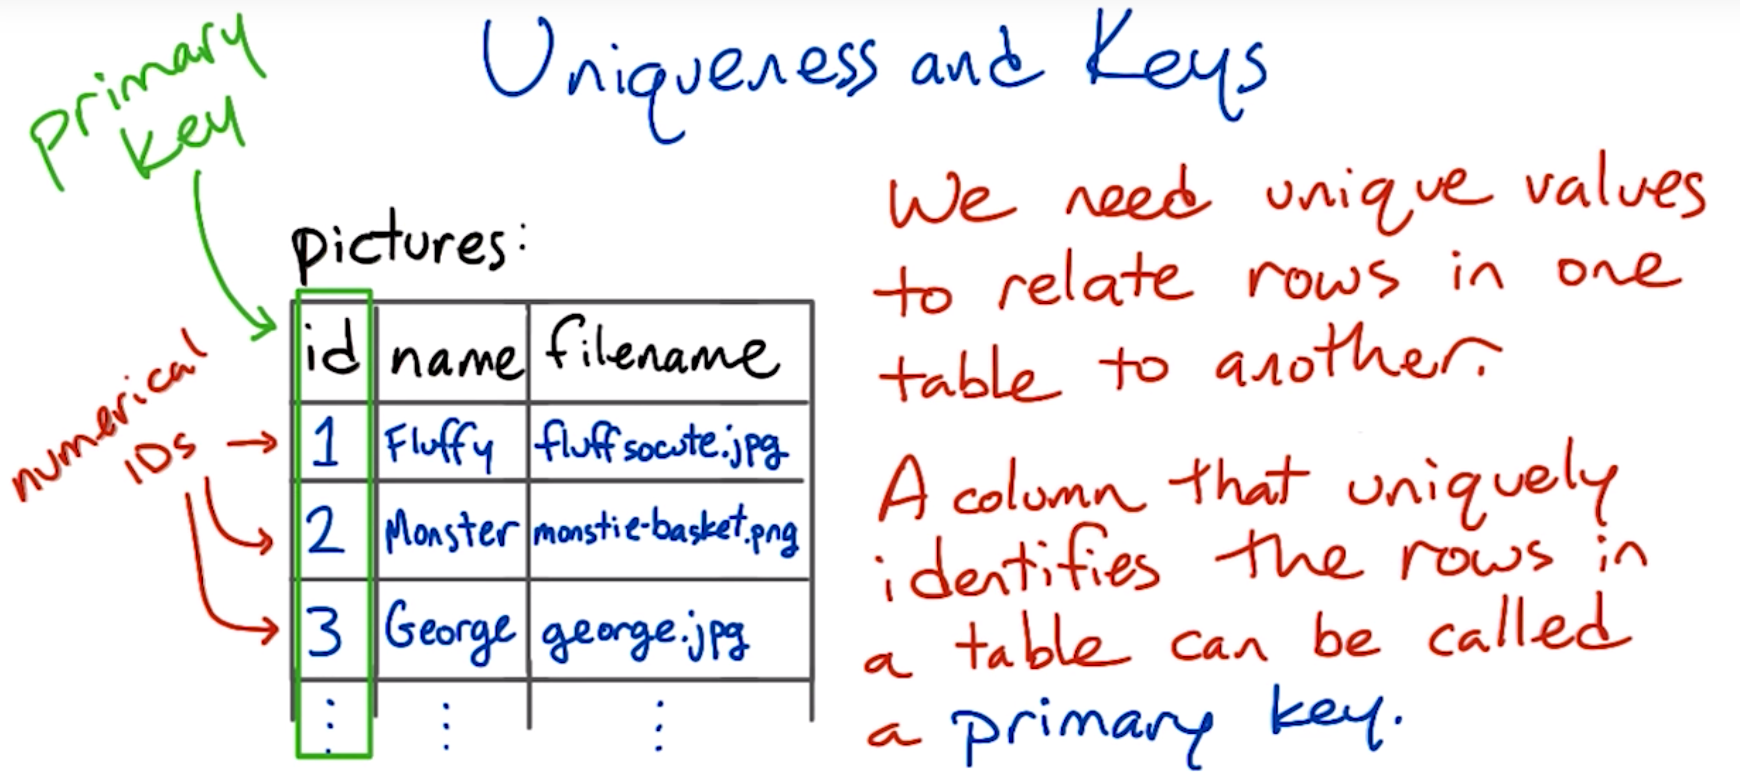 Uniqueness and Keys
primary
key
pictures:
id name filename
1 Fluffy fluffsocute.jpg
2 Monster monstie-basket.png
3 George george.jpg
numerical
IDs
We need unique values
to relate rows in one
table to another.
A column that uniquely
identifies the rows in
a table can be called
a primary key.